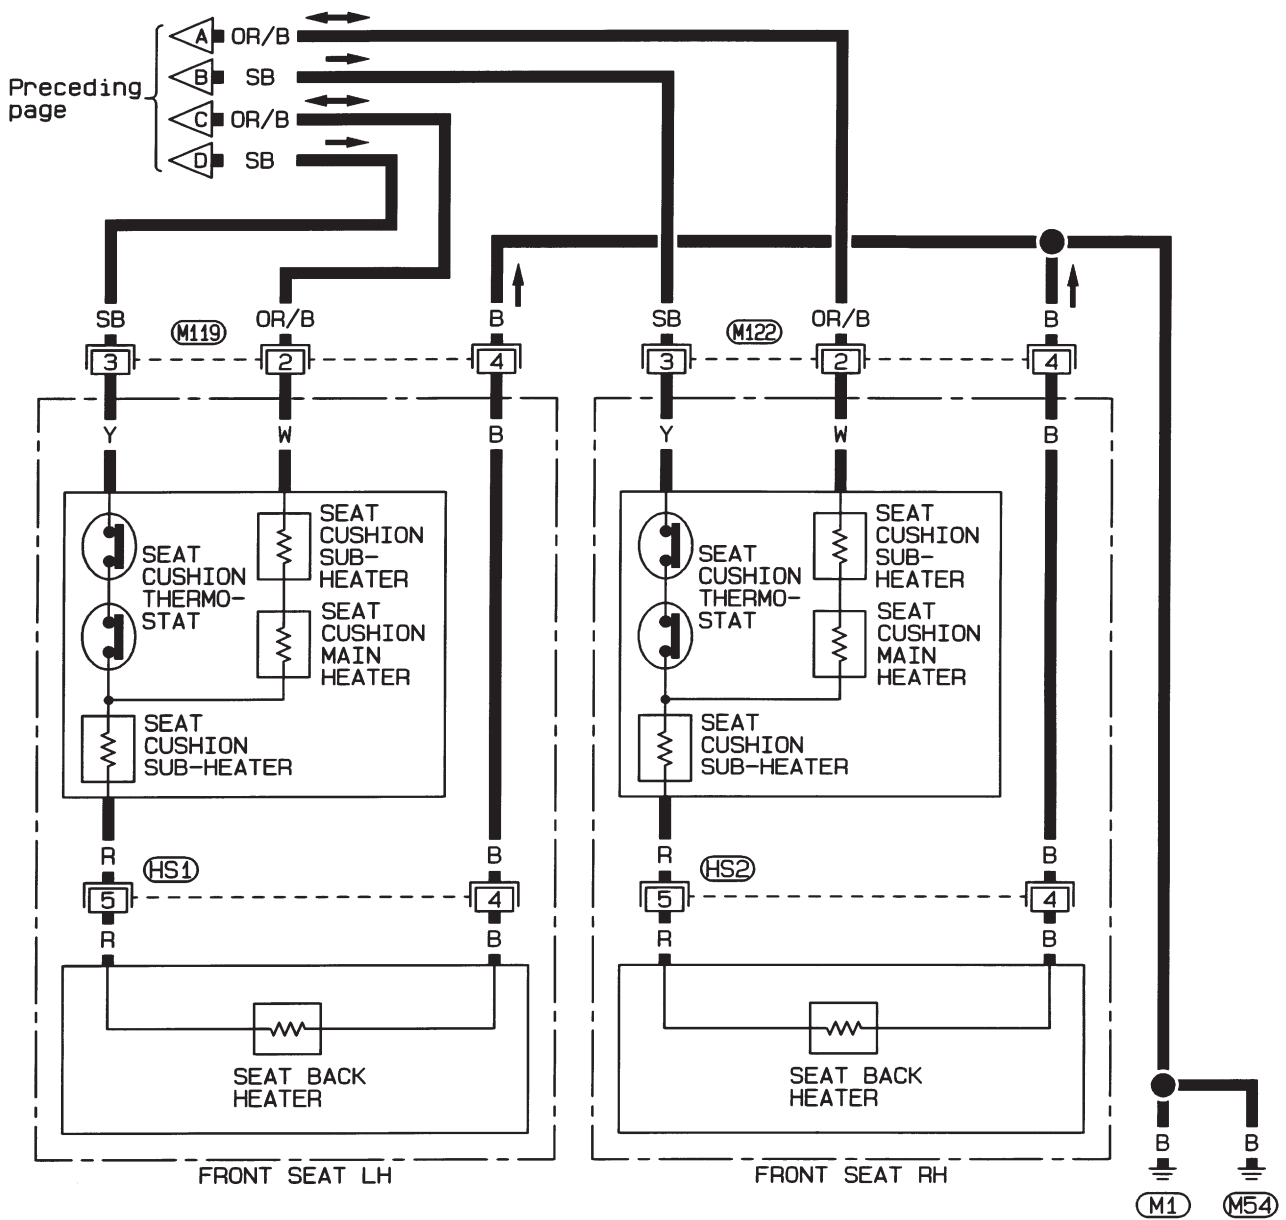 A OR/B
B SB
Preceding
page
C OR/B
D SB
SB
M119
OR/B
B
SB
M122
OR/B
B
3
2
4
3
2
4
Y
W
B
Y
W
B
SEAT
CUSHION
SUB-
HEATER
SEAT
CUSHION
THERMO-
STAT
SEAT
CUSHION
MAIN
HEATER
SEAT
CUSHION
SUB-HEATER
SEAT
CUSHION
SUB-
HEATER
SEAT
CUSHION
THERMO-
STAT
SEAT
CUSHION
MAIN
HEATER
SEAT
CUSHION
SUB-HEATER
R
HS1
B
R
HS2
B
5
4
5
4
R
B
R
B
SEAT BACK
HEATER
SEAT BACK
HEATER
FRONT SEAT LH
FRONT SEAT RH
B
B
M1
M54